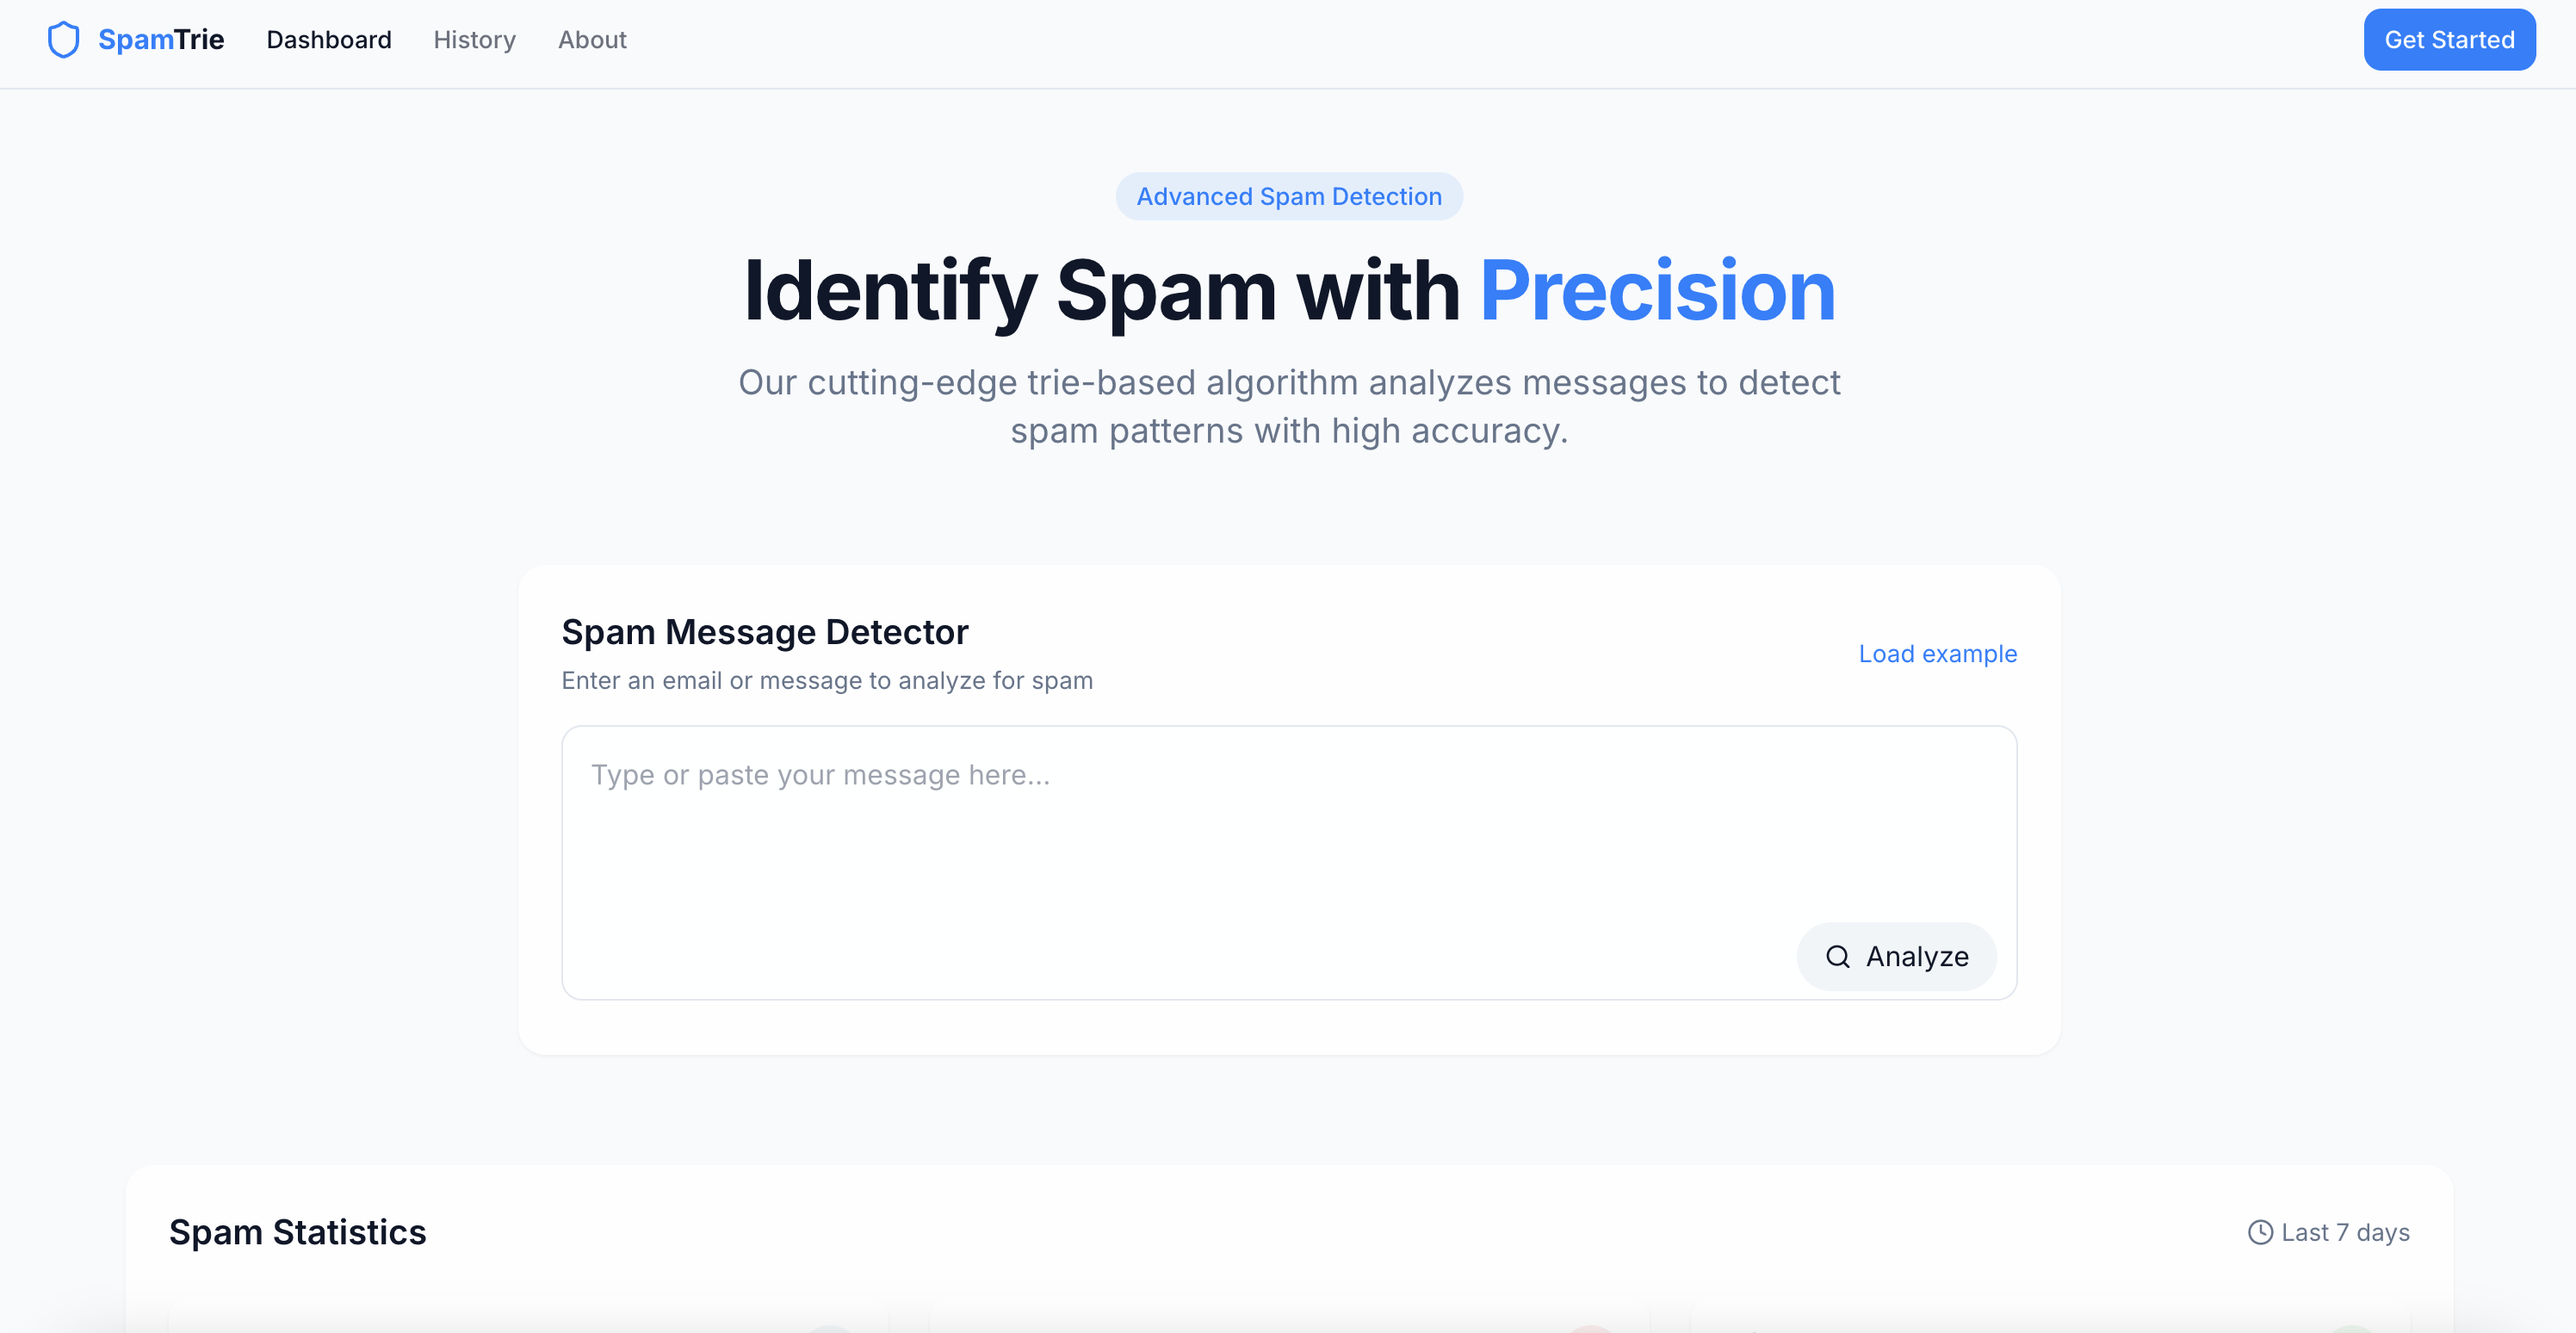 SpamTrie
Dashboard
History
About
Get Started
Advanced Spam Detection
Identify Spam with Precision
Our cutting-edge trie-based algorithm analyzes messages to detect
spam patterns with high accuracy.
Spam Message Detector
Enter an email or message to analyze for spam
Load example
Type or paste your message here...
Analyze
Spam Statistics
Last 7 days